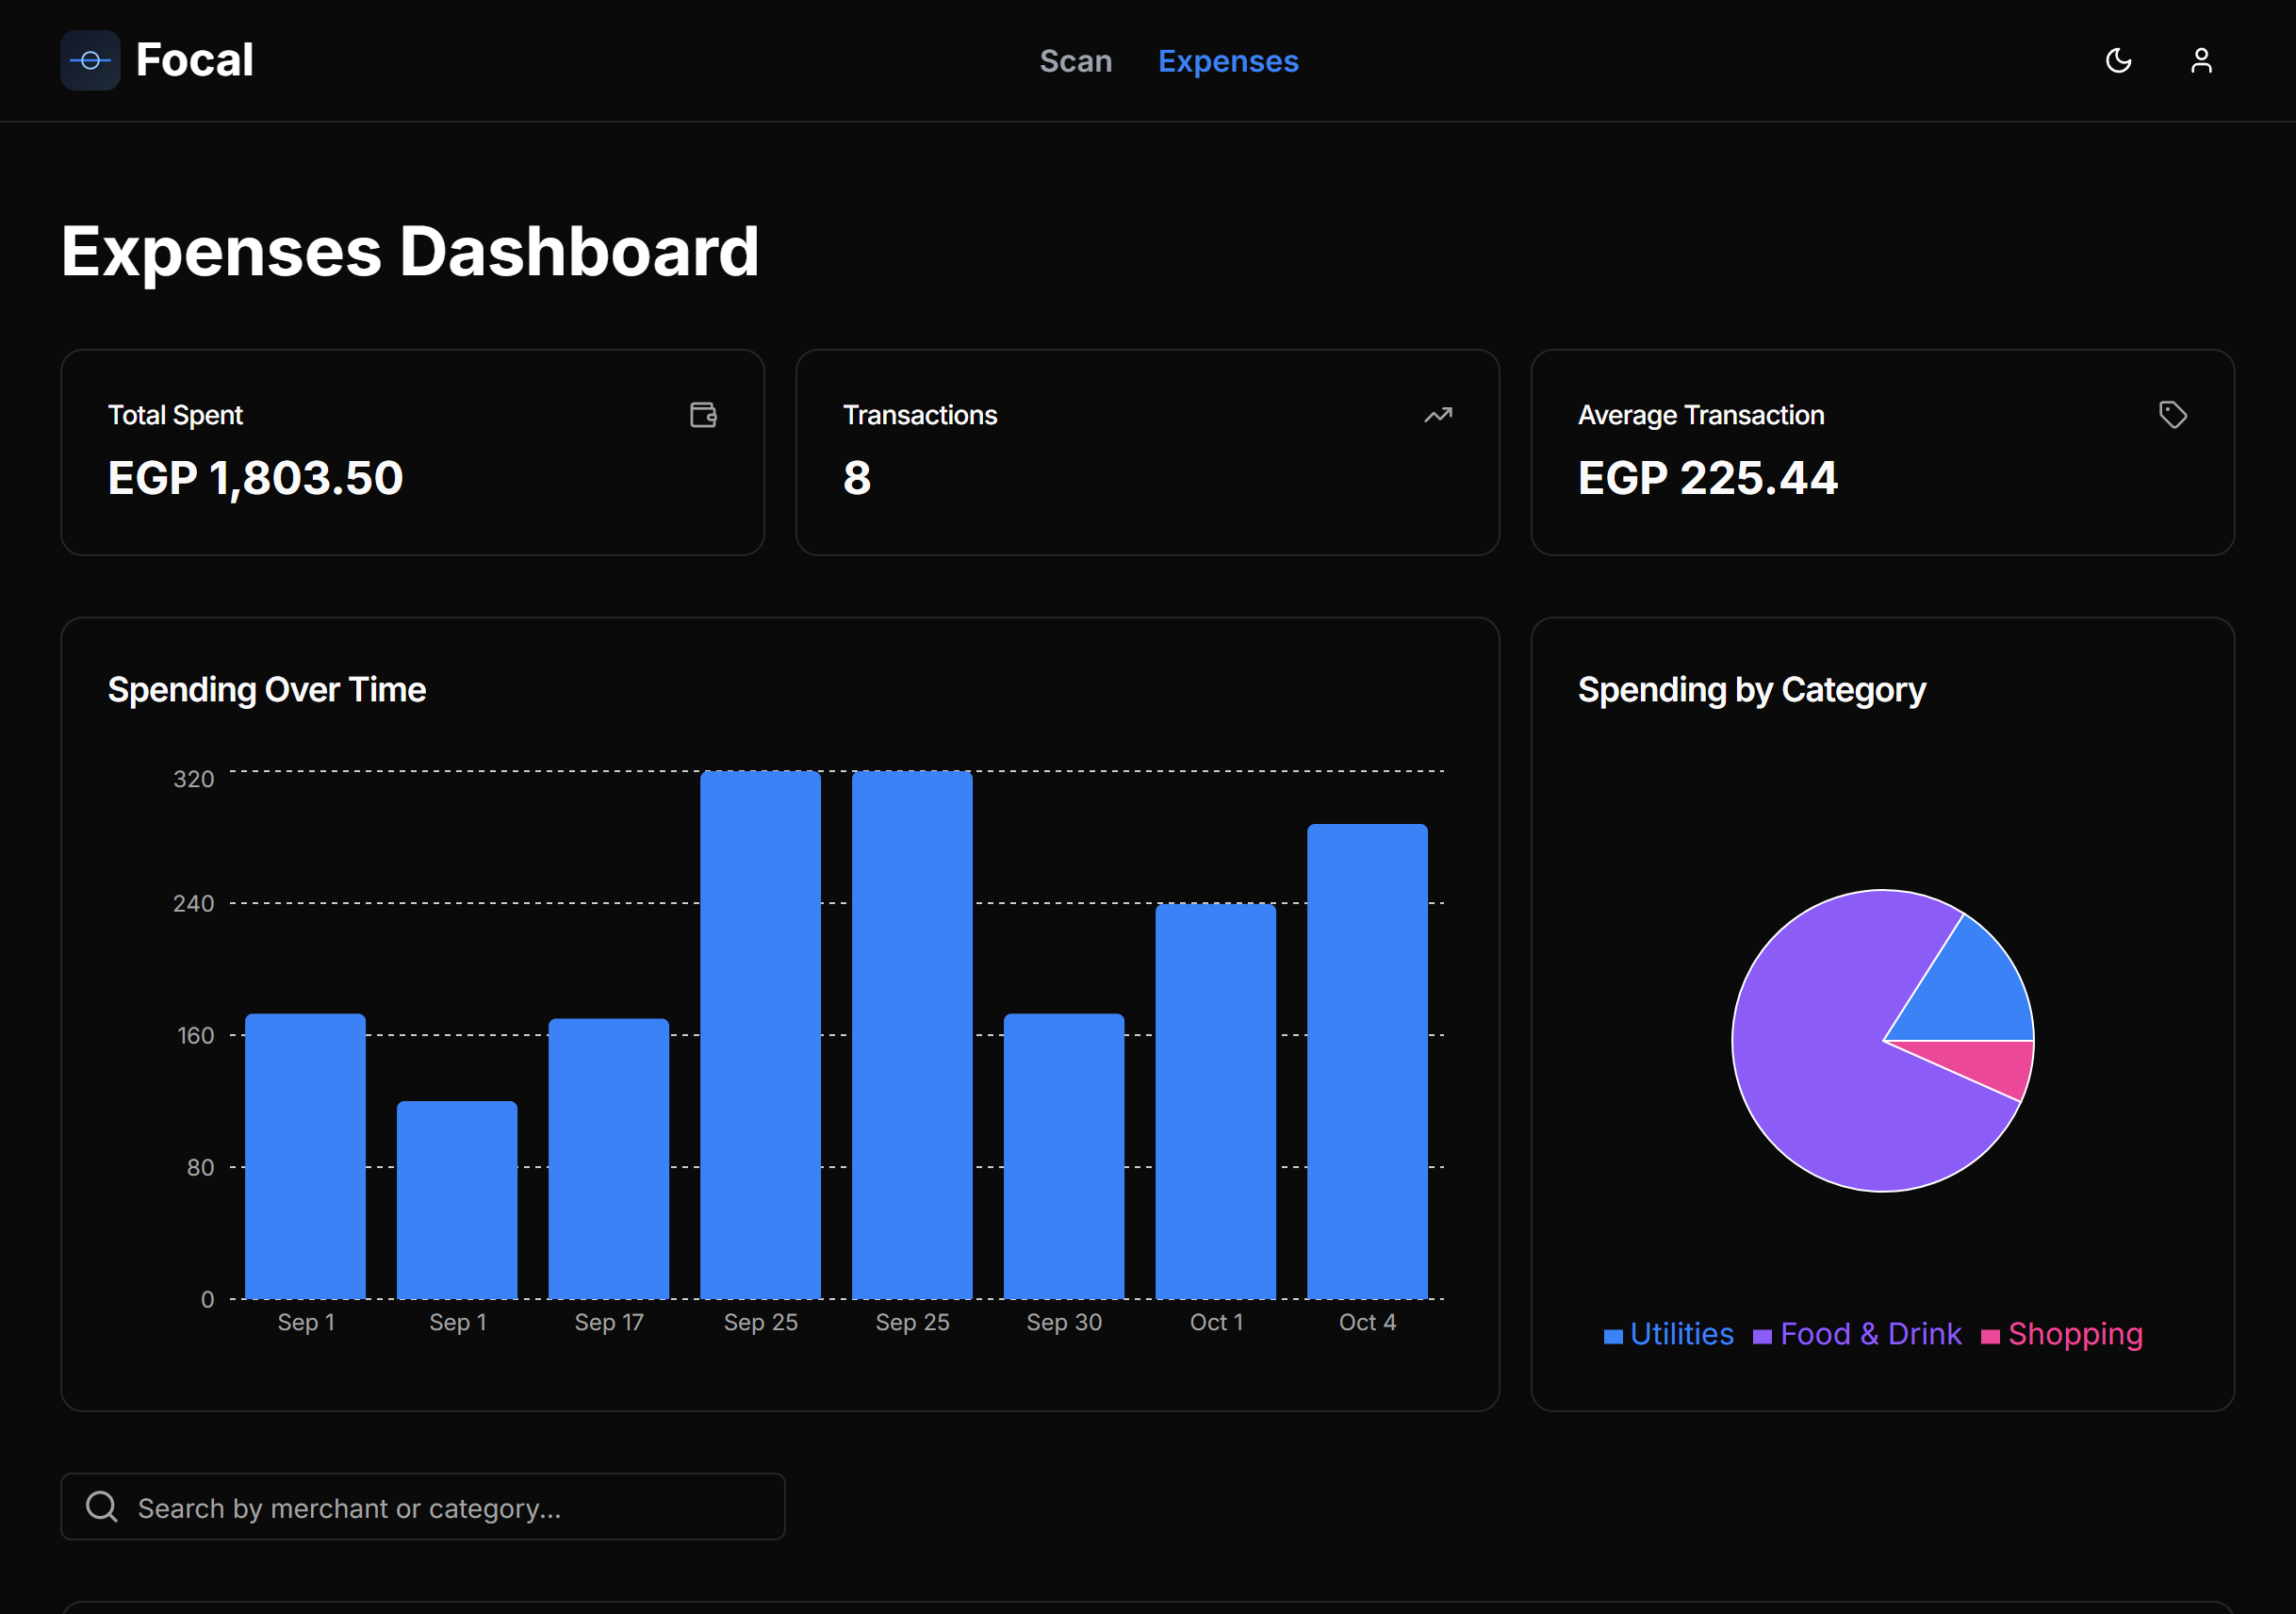 Focal
Scan Expenses
Expenses Dashboard
Total Spent
EGP 1,803.50
Transactions
8
Average Transaction
EGP 225.44
Spending Over Time
320
240
160
80
0
Sep 1 Sep 1 Sep 17 Sep 25 Sep 25 Sep 30 Oct 1 Oct 4
Spending by Category
Utilities Food & Drink Shopping
Search by merchant or category...